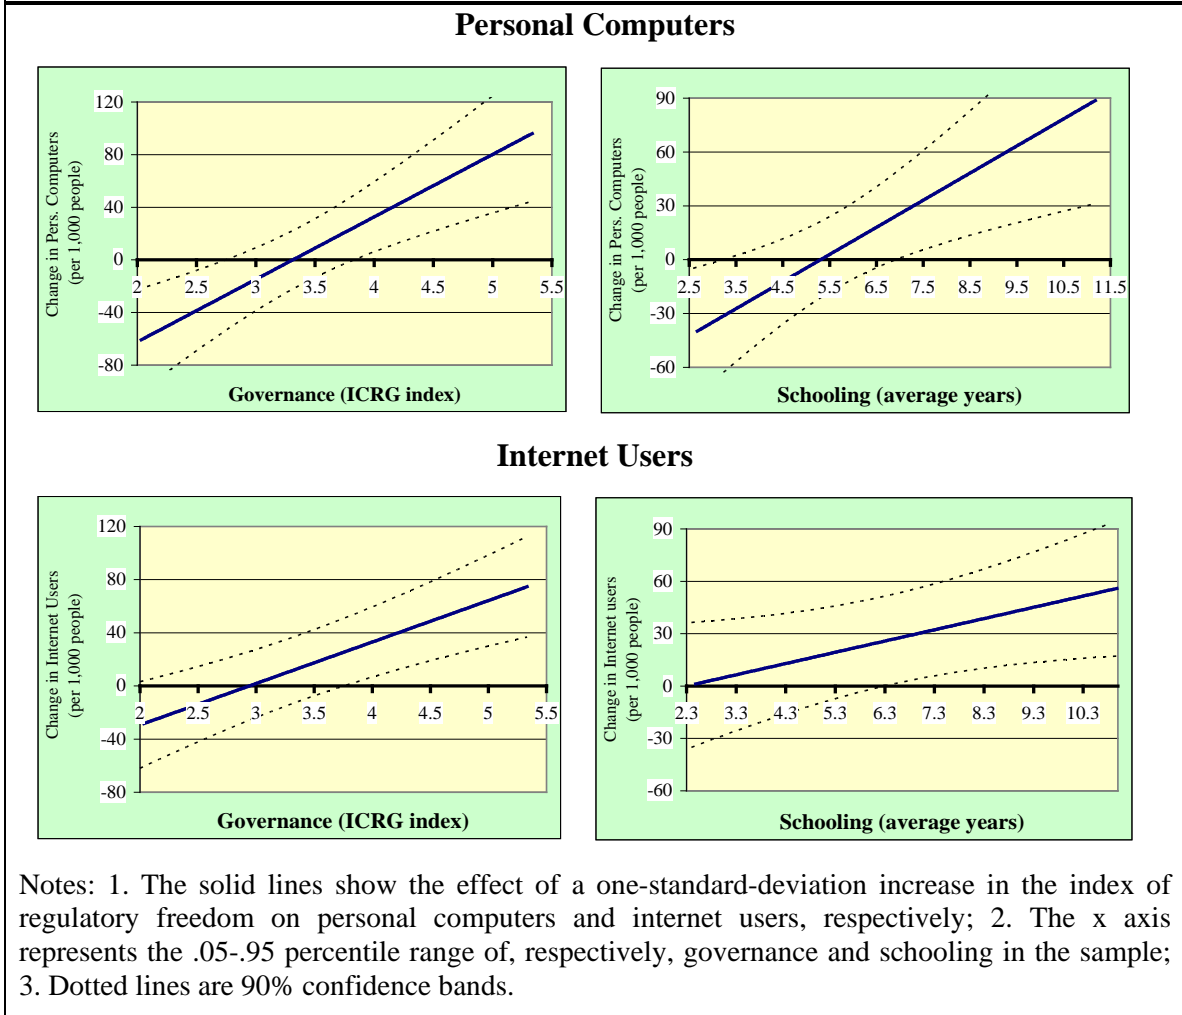 Personal Computers
Change in Pers. Computers
(per 1,000 people)
120
80
40
0
-40
-80
2 2.5 3 3.5 4 4.5 5 5.5
Governance (ICRG index)
Change in Pers. Computers
(per 1,000 people)
90
60
30
0
-30
-60
2.5 3.5 4.5 5.5 6.5 7.5 8.5 9.5 10.5 11.5
Schooling (average years)
Internet Users
Change in Internet Users
(per 1,000 people)
120
80
40
0
-40
-80
2 2.5 3 3.5 4 4.5 5 5.5
Governance (ICRG index)
Change in Internet users
(per 1,000 people)
90
60
30
0
-30
-60
2.3 3.3 4.3 5.3 6.3 7.3 8.3 9.3 10.3
Schooling (average years)
Notes: 1. The solid lines show the effect of a one-standard-deviation increase in the index of
regulatory freedom on personal computers and internet users, respectively; 2. The x axis
represents the .05-.95 percentile range of, respectively, governance and schooling in the sample;
3. Dotted lines are 90% confidence bands.